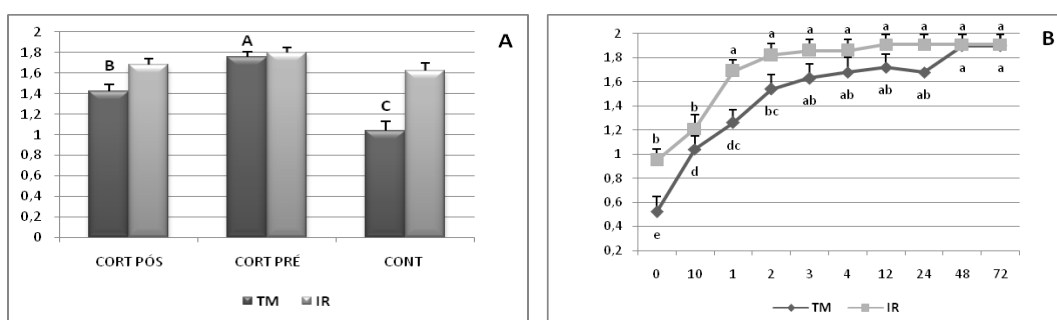 2
1,8
1,6
1,4
1,2
1
0,8
0,6
0,4
0,2
0
A
B
A
C
CORT PÓS CORT PRÉ CONT
TM IR
B
2
1,8
1,6
1,4
1,2
1
0,8
0,6
0,4
0,2
b b a a a a a a a a
e d dc bc ab ab ab ab a a
0 10 1 2 3 4 12 24 48 72
TM IR